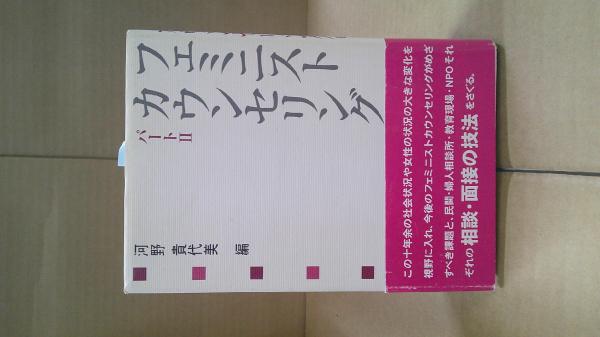 フェミニスト
カウンセリング
パートⅡ
河野貴代美 編
この十年余の社会状況や女性の状況の大きな変化を
視野に入れ、今後のフェミニストカウンセリングがめざ
すべき課題と、民間・婦人相談所・教育現場・NPOそれ
ぞれの相談・面接の技法をさぐる。